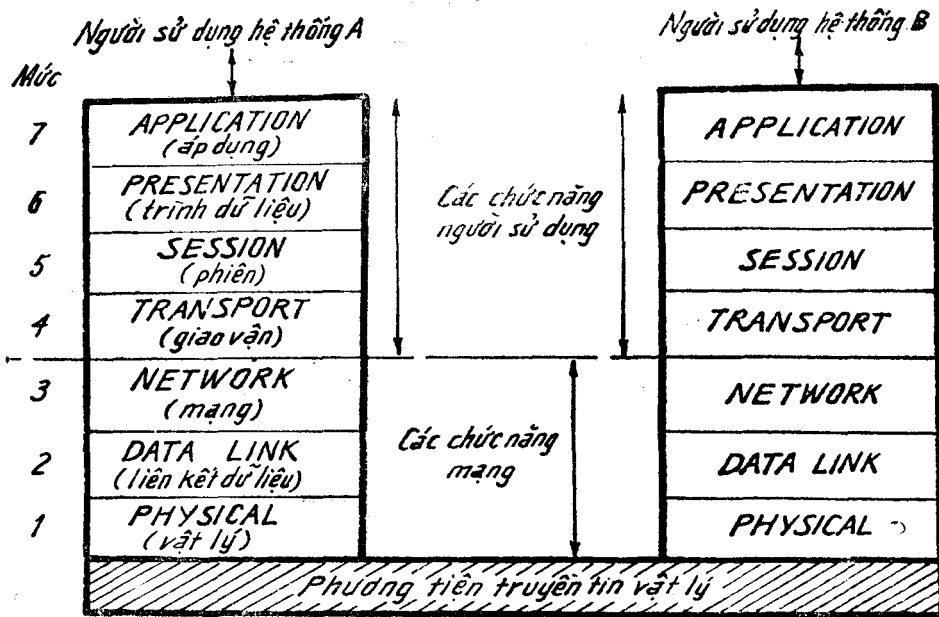 Người sử dụng hệ thống A
Người sử dụng hệ thống B
Mức
7
APPLICATION
(áp dụng)
6
PRESENTATION
(trình dữ liệu)
5
SESSION
(phiên)
4
TRANSPORT
(giao vận)
3
NETWORK
(mạng)
2
DATA LINK
(liên kết dữ liệu)
1
PHYSICAL
(vật lý)
Các chức năng
người sử dụng
Các chức năng
mạng
APPLICATION
PRESENTATION
SESSION
TRANSPORT
NETWORK
DATA LINK
PHYSICAL
Phương tiện truyền tin vật lý